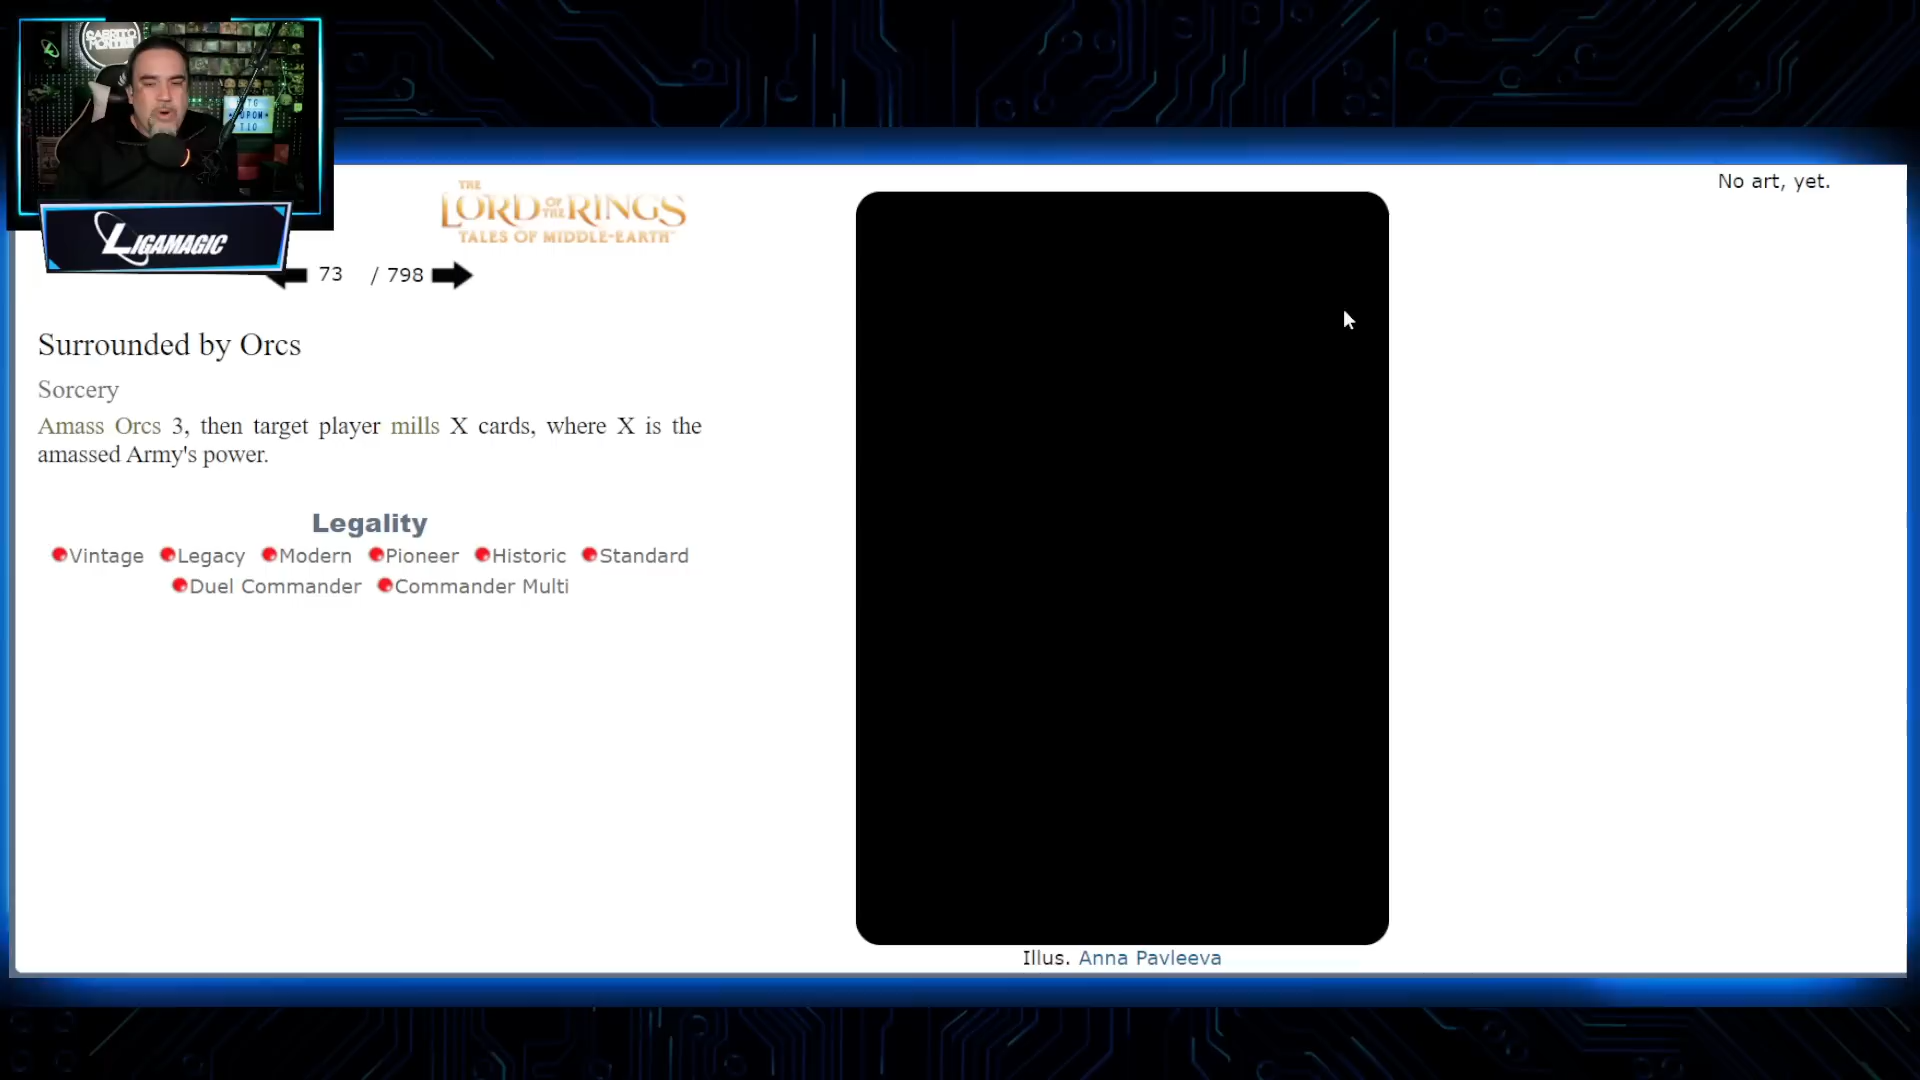 LIGAMAGIC
THE
LORD OF THE RINGS
TALES OF MIDDLE-EARTH
73 / 798
Surrounded by Orcs
Sorcery
Amass Orcs 3, then target player mills X cards, where X is the
amassed Army's power.
Legality
Vintage Legacy Modern Pioneer Historic Standard
Duel Commander Commander Multi
No art, yet.
Illus. Anna Pavleeva